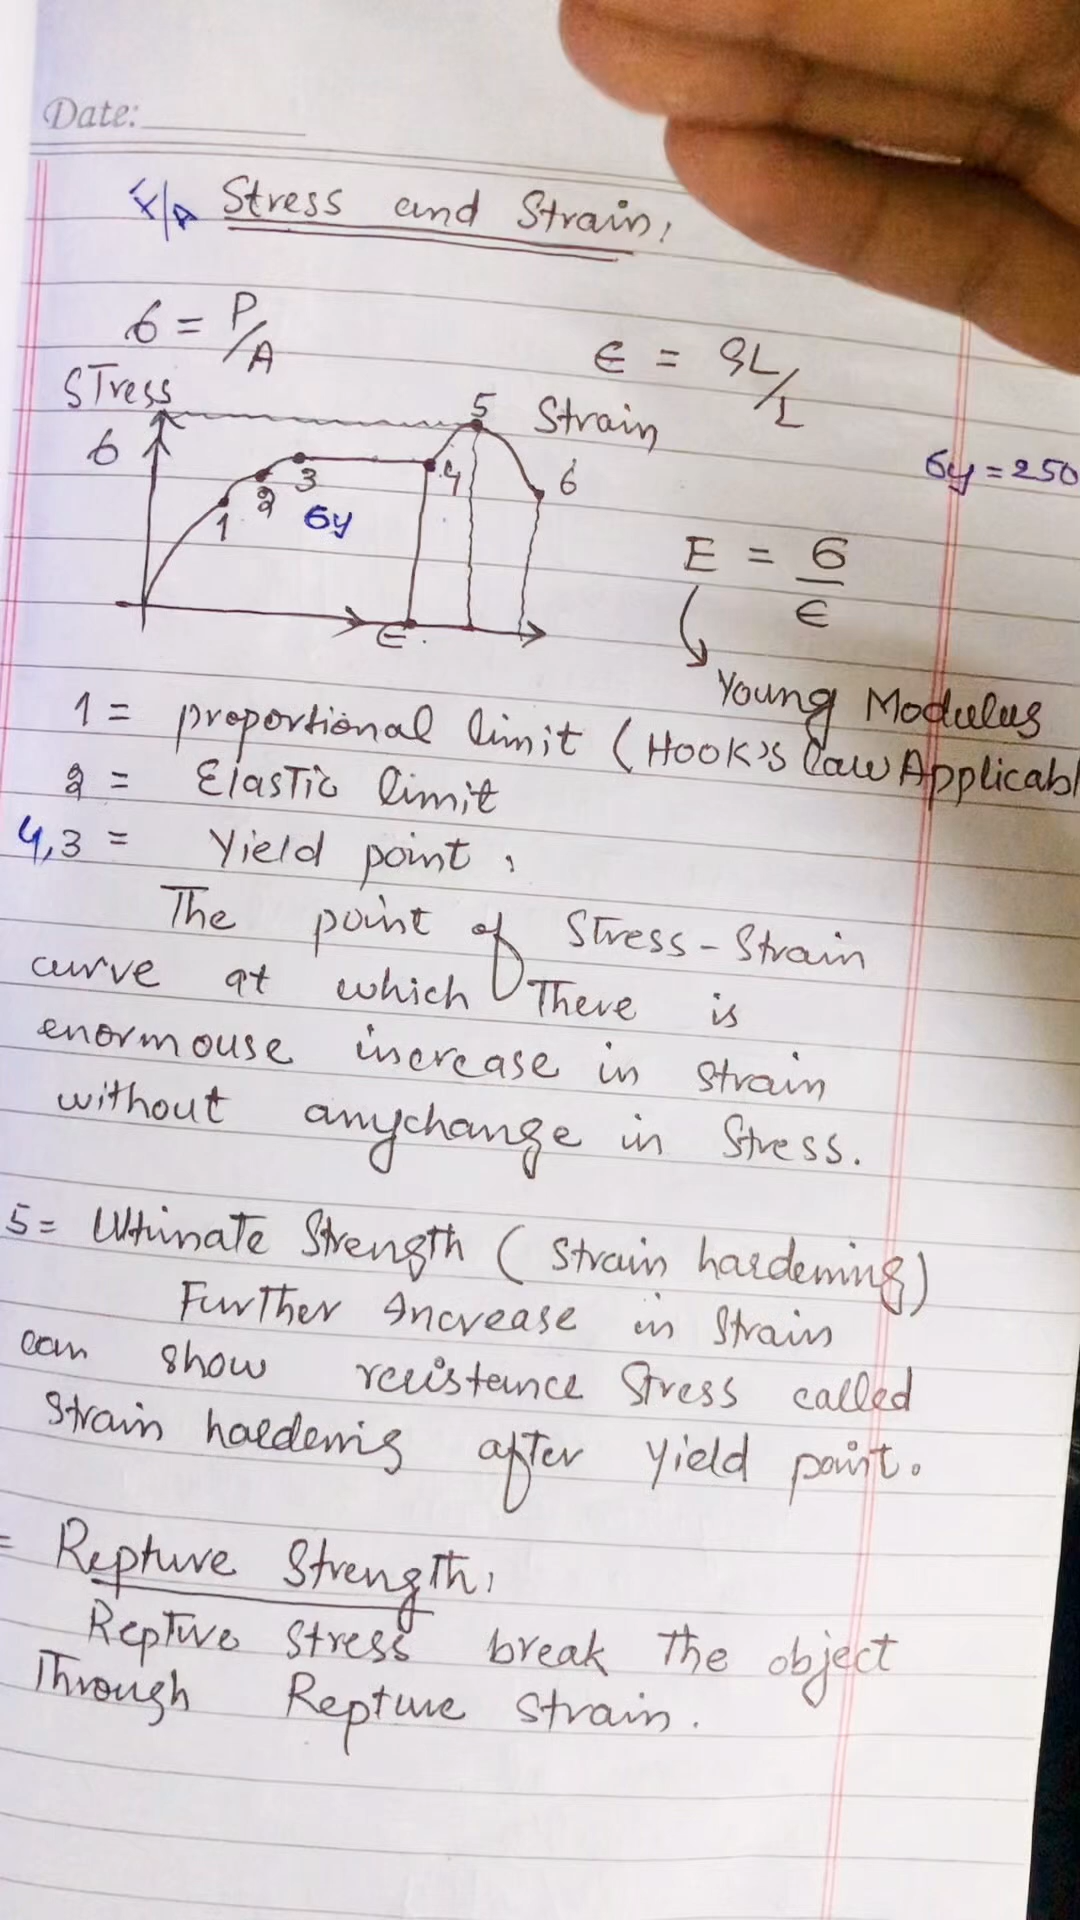 Date:
F/A Stress and Strain:
σ = P/A
ϵ = δL/L
STress
5 Strain
σ
3 4 6
σy = 250
1 2 σy
E = σ/ϵ
ϵ
Young Modulus
1 = proportional limit (Hook's law Applicabl
2 = Elastic limit
4,3 = Yield point :
The point of Stress-Strain
curve at which There is
enormouse increase in strain
without anychange in Stress.
5 = Ultimate Strength (strain hardening)
Further Increase in Strain
can show resistance Stress called
Strain hardenig after yield point.
= Repture Strength:
Repture Stress break The object
Through Repture strain.